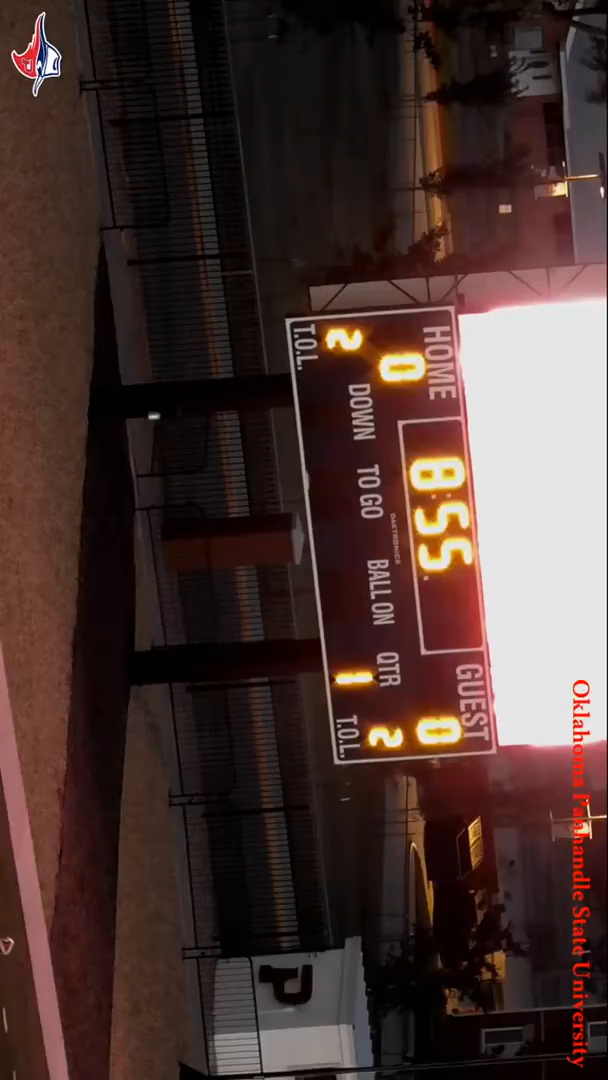 Oklahoma Panhandle State University
HOME GUEST
8:55
0 0
DAKTRONICS
DOWN TO GO BALL ON QTR
2 1 2
T.O.L. T.O.L.
P